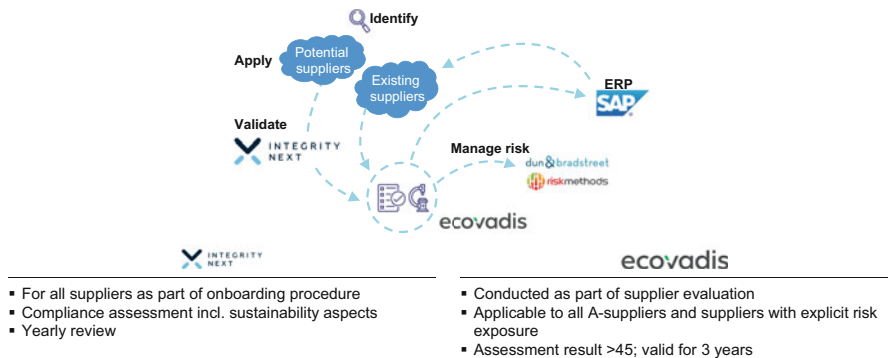 Identify
Potential
suppliers
Apply
Existing
suppliers
ERP
SAP
Validate
INTEGRITY
NEXT
Manage risk
dun&bradstreet
riskmethods
ecovadis
INTEGRITY
NEXT
▪ For all suppliers as part of onboarding procedure
▪ Compliance assessment incl. sustainability aspects
▪ Yearly review
ecovadis
▪ Conducted as part of supplier evaluation
▪ Applicable to all A-suppliers and suppliers with explicit risk
exposure
▪ Assessment result >45; valid for 3 years